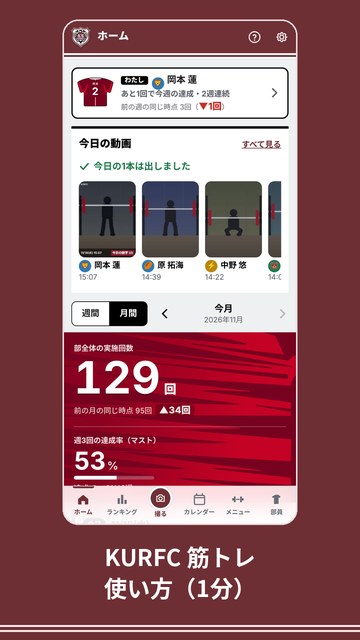 ホーム
2
わたし 岡本 蓮
あと1回で今週の達成・2週連続
前の週の同じ時点 3回（▼1回）
今日の動画
すべて見る
今日の1本は出しました
岡本 蓮
原 拓海
中野 悠
15:07
14:39
14:22
14:0
週間
月間
今月
2026年11月
部全体の実施回数
129回
前の月の同じ時点 95回 ▲34回
週3回の達成率（マスト）
53%
ホーム
ランキング
撮る
カレンダー
メニュー
部員
KURFC 筋トレ
使い方（1分）